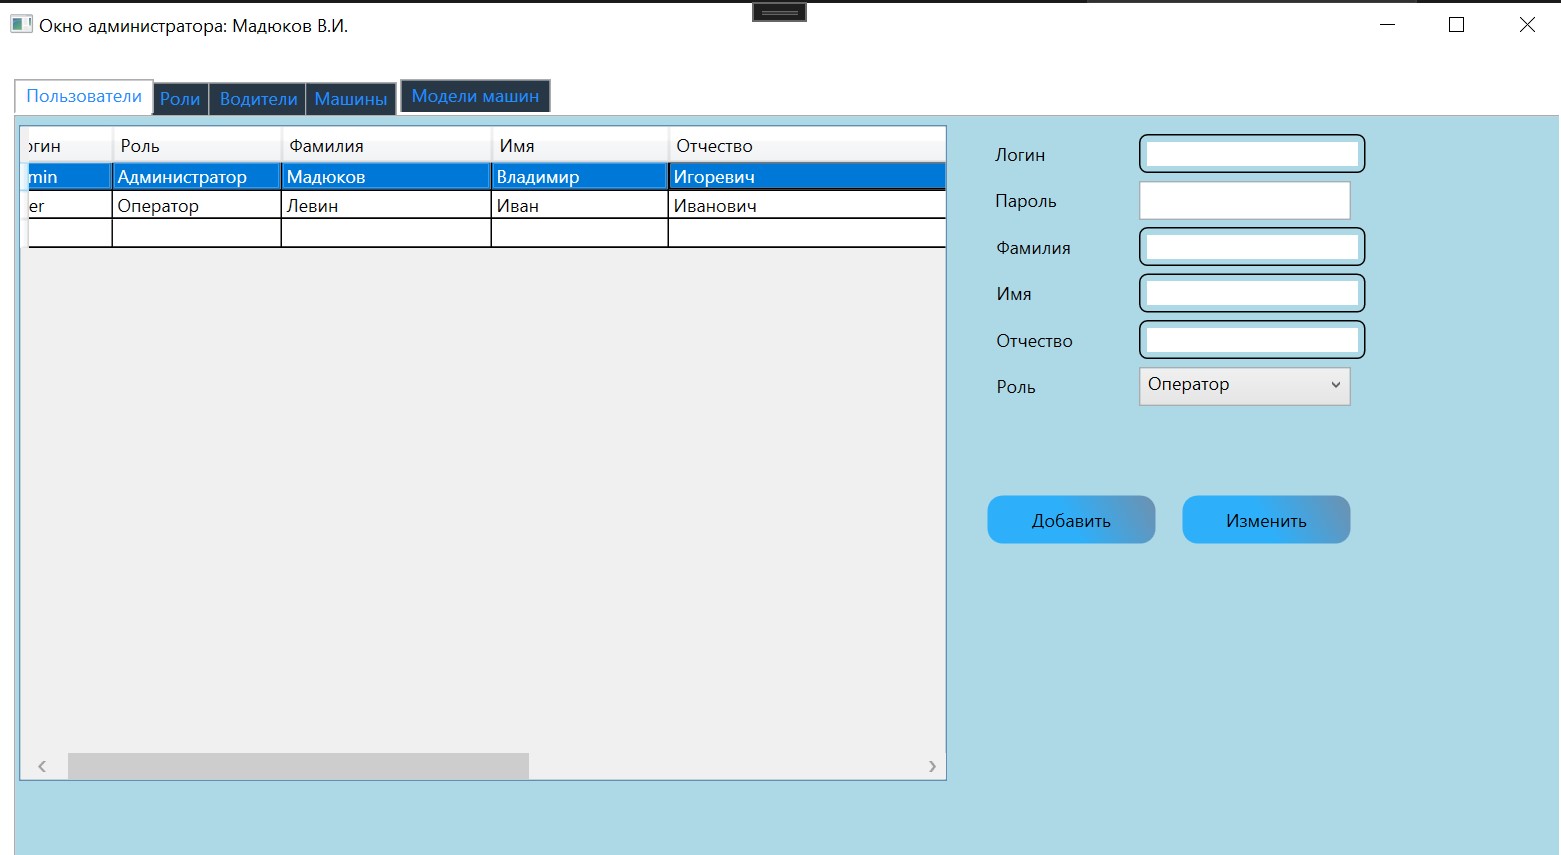 Окно администратора: Мадюков В.И.
Пользователи Роли Водители Машины Модели машин
огин Роль Фамилия Имя Отчество
min Администратор Мадюков Владимир Игоревич
er Оператор Левин Иван Иванович
Логин
Пароль
Фамилия
Имя
Отчество
Роль Оператор
Добавить Изменить